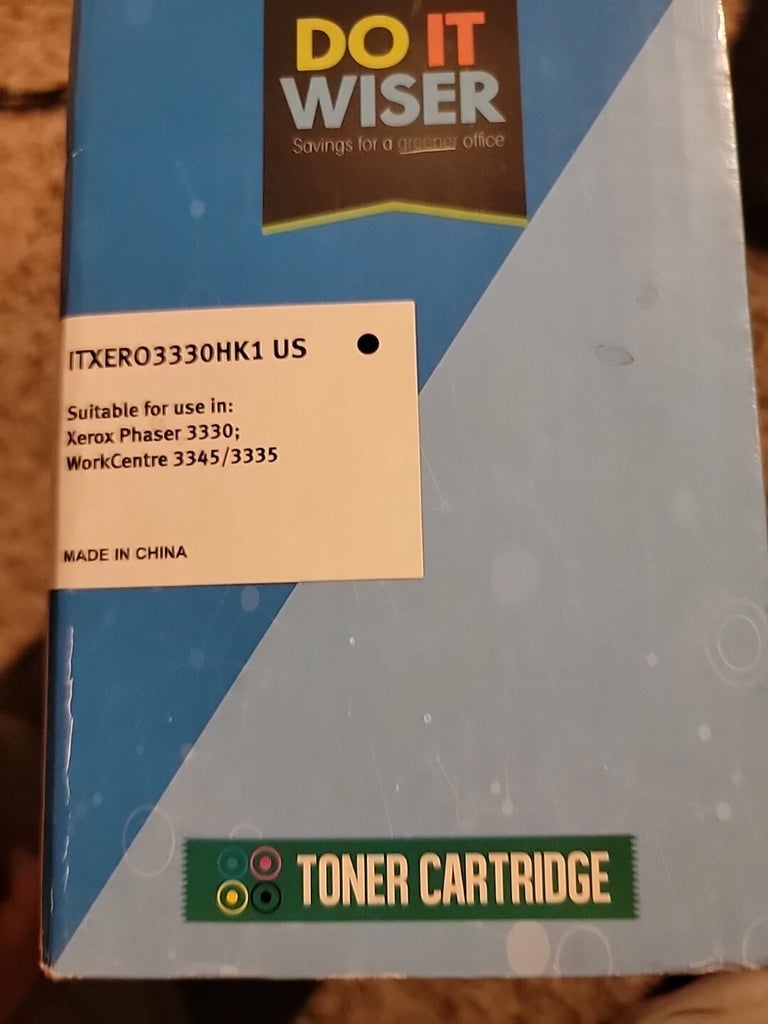 DO IT
WISER
Savings for a greener office
ITXERO3330HK1 US
Suitable for use in:
Xerox Phaser 3330;
WorkCentre 3345/3335
MADE IN CHINA
TONER CARTRIDGE